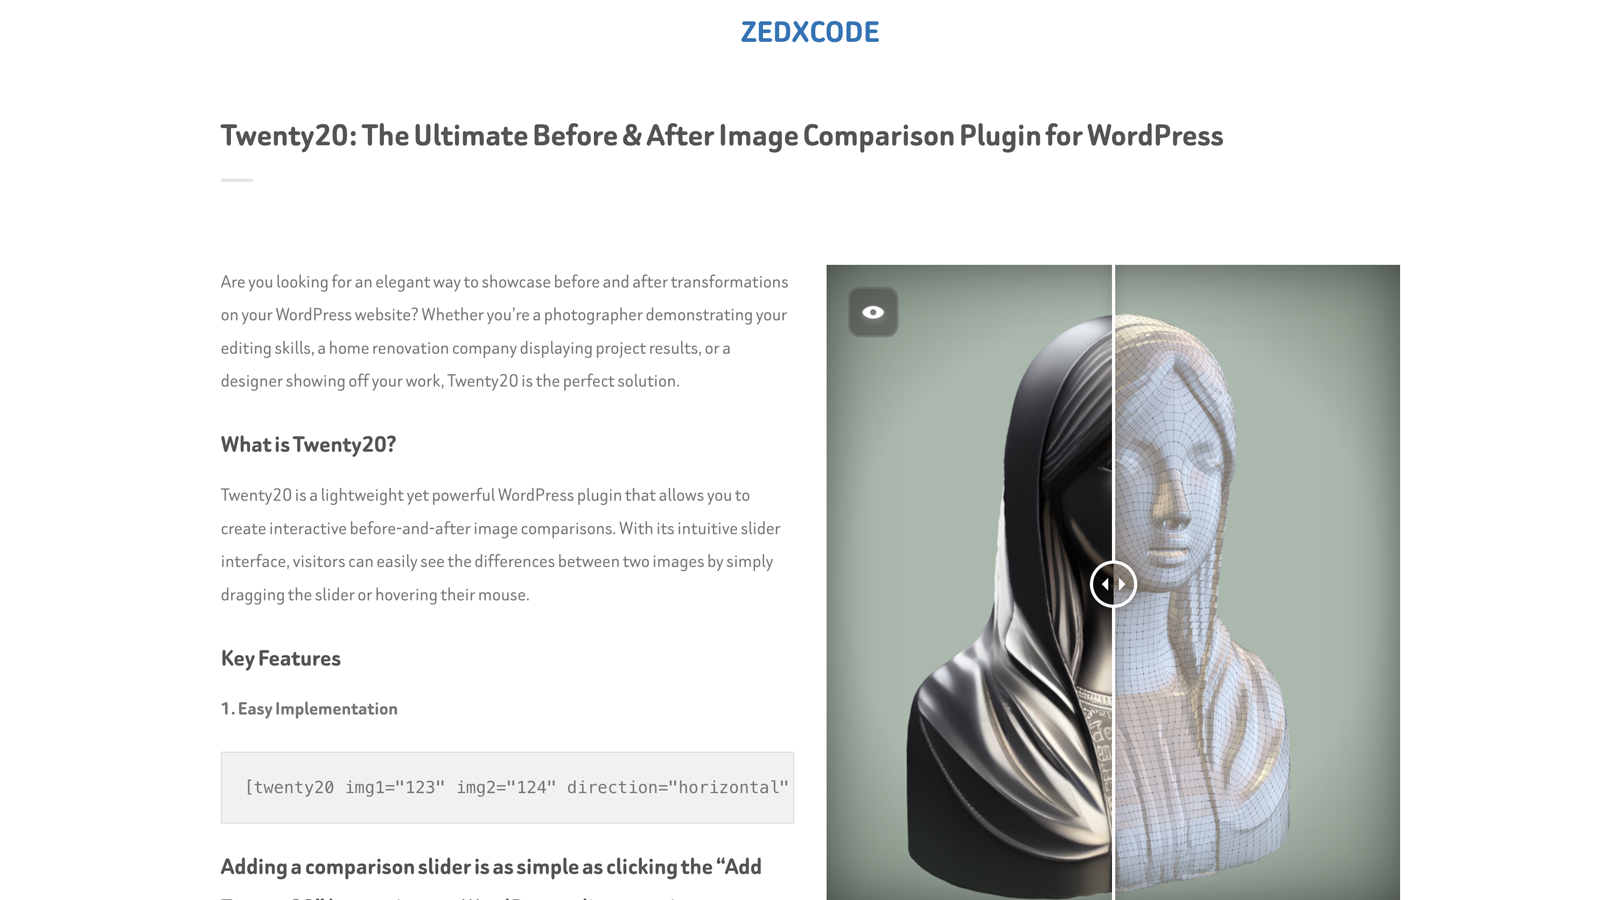 ZEDXCODE
Twenty20: The Ultimate Before & After Image Comparison Plugin for WordPress
Are you looking for an elegant way to showcase before and after transformations
on your WordPress website? Whether you’re a photographer demonstrating your
editing skills, a home renovation company displaying project results, or a
designer showing off your work, Twenty20 is the perfect solution.
What is Twenty20?
Twenty20 is a lightweight yet powerful WordPress plugin that allows you to
create interactive before-and-after image comparisons. With its intuitive slider
interface, visitors can easily see the differences between two images by simply
dragging the slider or hovering their mouse.
Key Features
1. Easy Implementation
[twenty20 img1="123" img2="124" direction="horizontal"
Adding a comparison slider is as simple as clicking the “Add